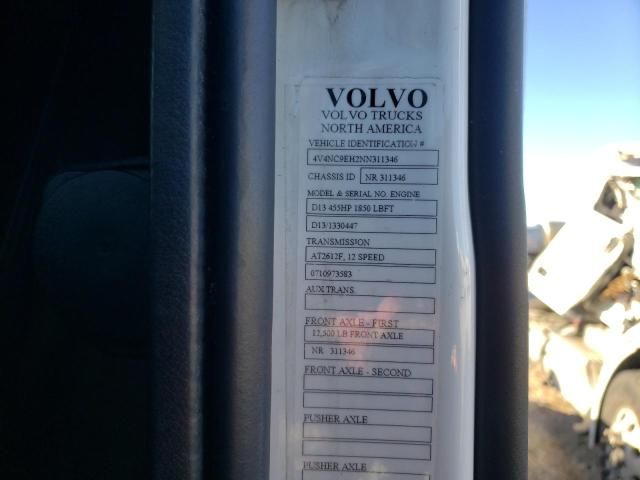 VOLVO
VOLVO TRUCKS
NORTH AMERICA
VEHICLE IDENTIFICATION #
4V4NC9EH2NN311346
CHASSIS ID NR 311346
MODEL & SERIAL NO. ENGINE
D13 455HP 1850 LBFT
D13/1330447
TRANSMISSION
AT2612F, 12 SPEED
0710973583
AUX TRANS.
FRONT AXLE - FIRST
12,500 LB FRONT AXLE
NR 311346
FRONT AXLE - SECOND
PUSHER AXLE
PUSHER AXLE